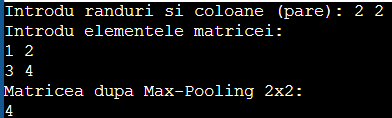 Introdu randuri si coloane (pare): 2 2
Introdu elementele matricei:
1 2
3 4
Matricea dupa Max-Pooling 2x2:
4